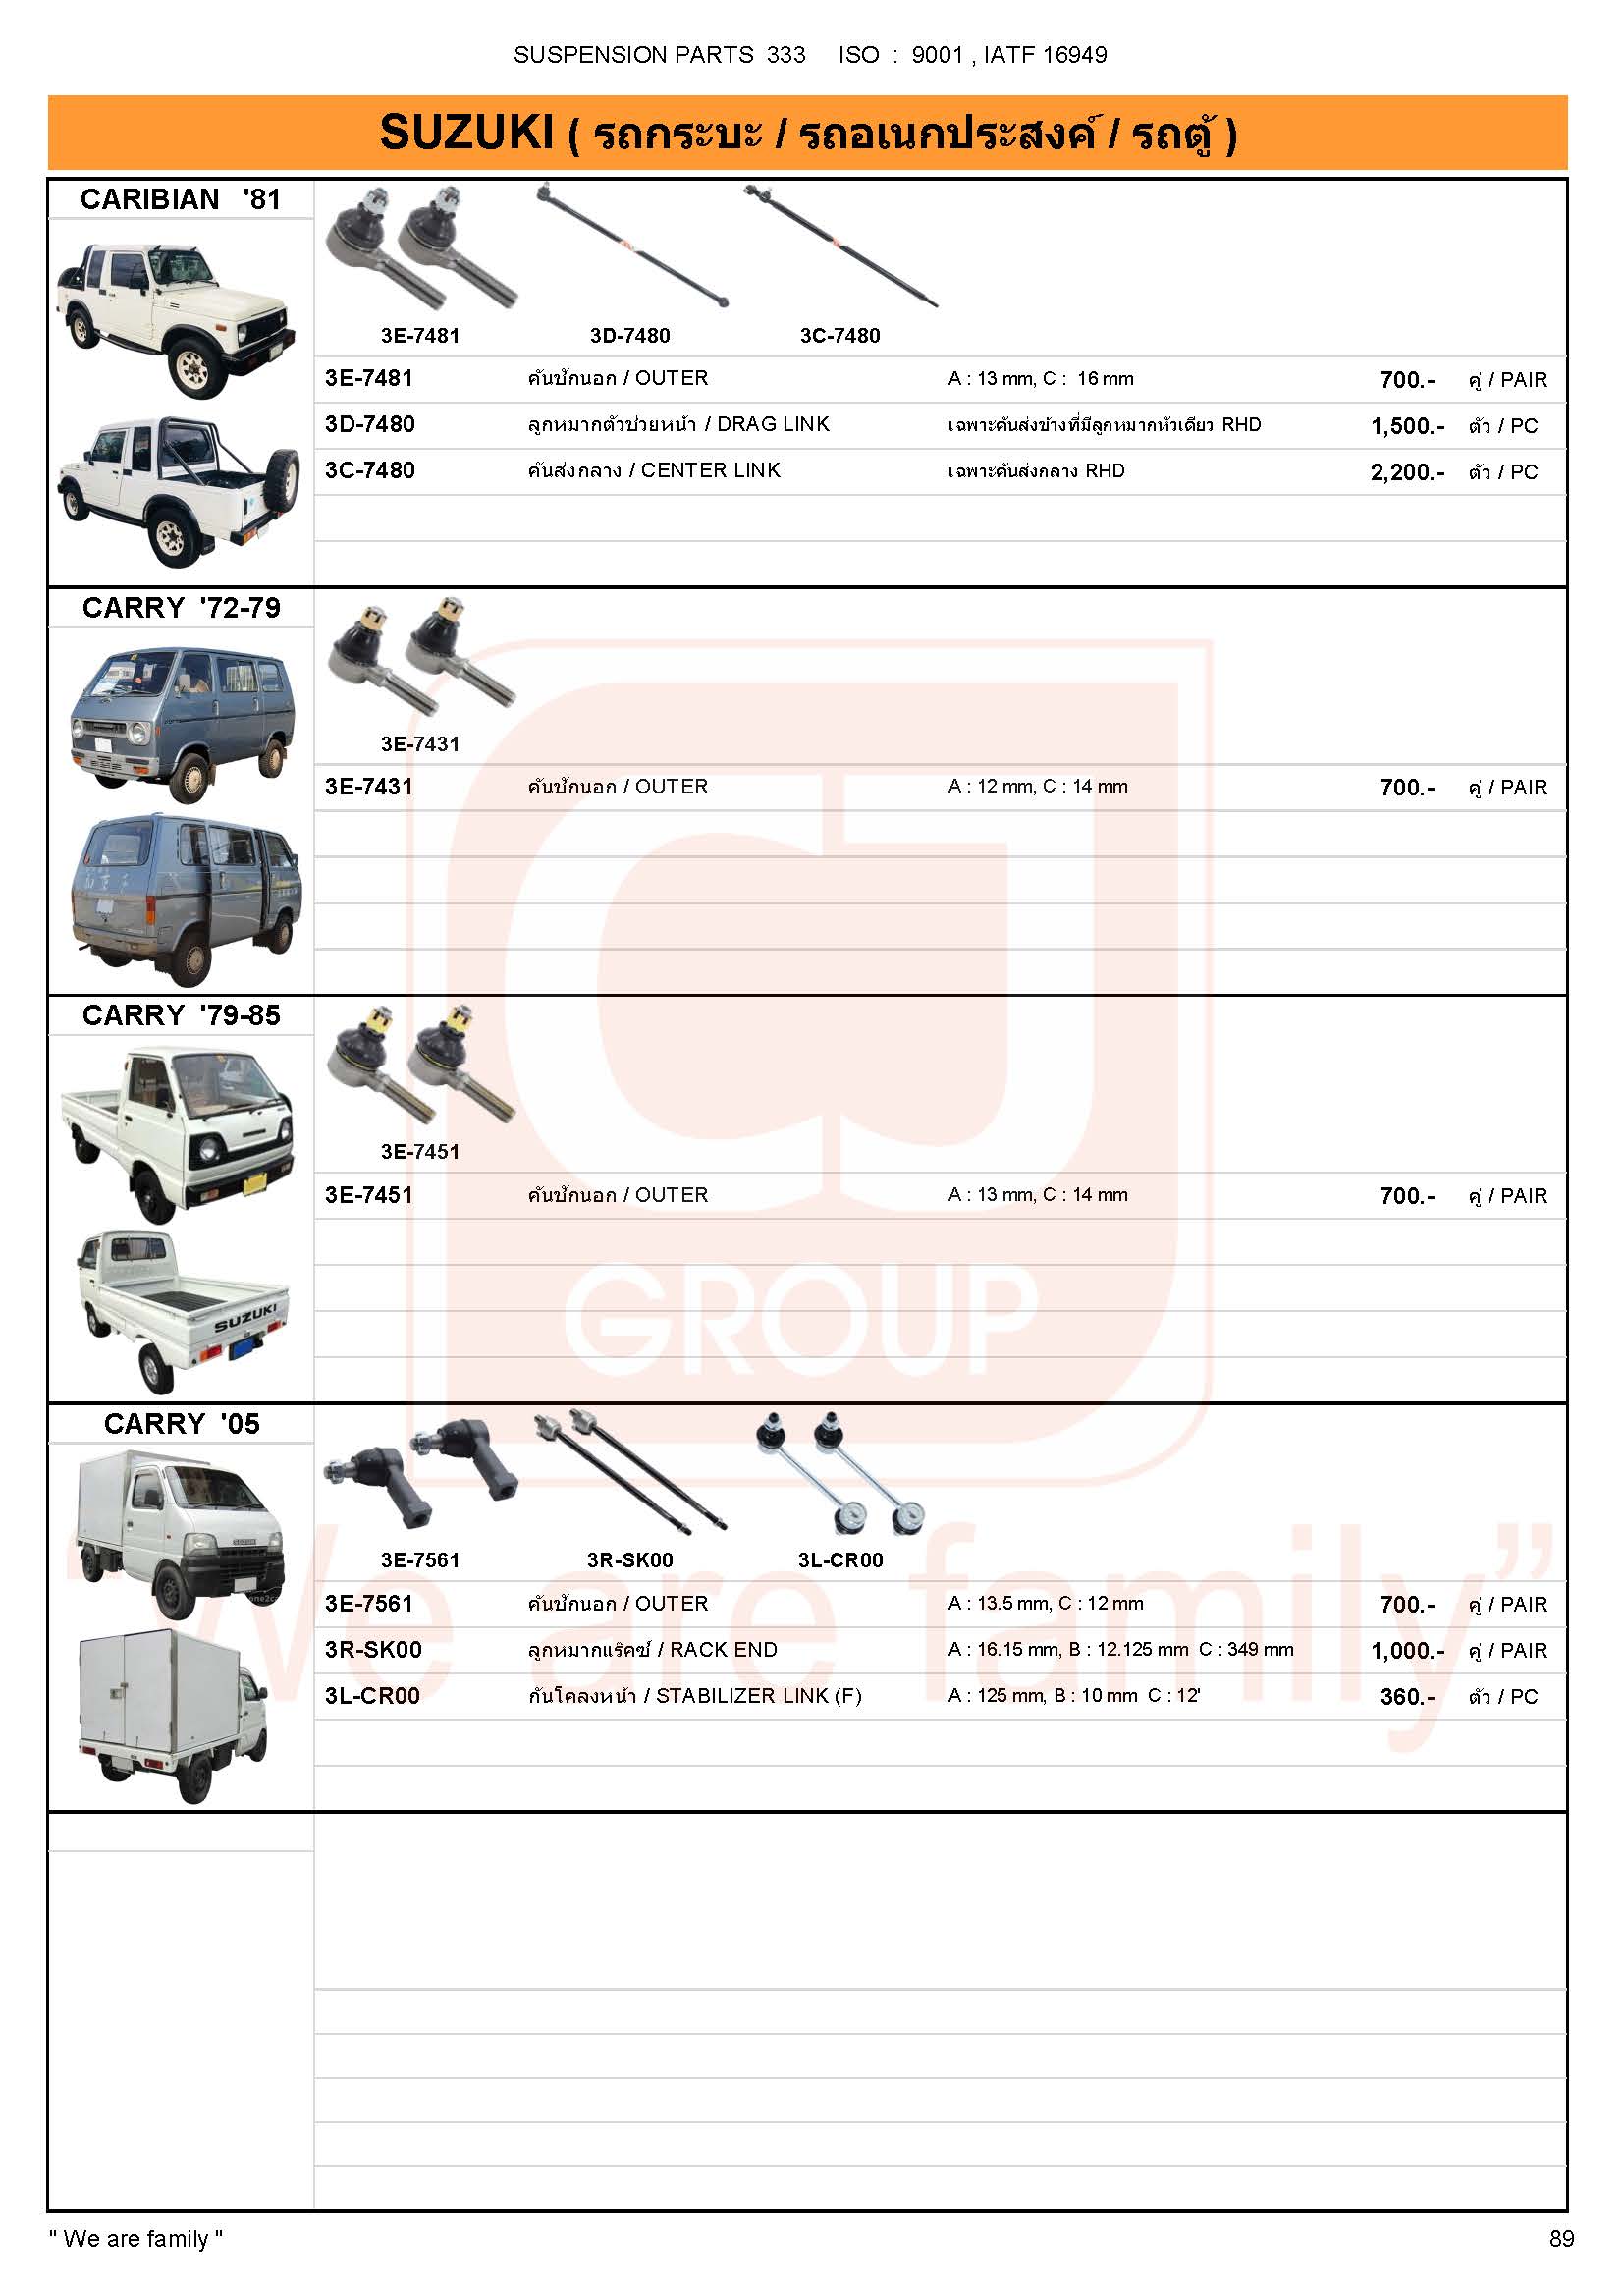 SUSPENSION PARTS 333 ISO : 9001 , IATF 16949
SUZUKI ( รถกระบะ / รถอเนกประสงค์ / รถตู้ )
CARIBIAN '81
3E-7481 3D-7480 3C-7480
3E-7481 คันชักนอก / OUTER A : 13 mm, C : 16 mm 700.- คู่ / PAIR
3D-7480 ลูกหมากตัวช่วยหน้า / DRAG LINK เฉพาะคันส่งข้างที่มีลูกหมากหัวเดียว RHD 1,500.- ตัว / PC
3C-7480 คันส่งกลาง / CENTER LINK เฉพาะคันส่งกลาง RHD 2,200.- ตัว / PC
CARRY '72-79
3E-7431
3E-7431 คันชักนอก / OUTER A : 12 mm, C : 14 mm 700.- คู่ / PAIR
CARRY '79-85
3E-7451
3E-7451 คันชักนอก / OUTER A : 13 mm, C : 14 mm 700.- คู่ / PAIR
SUZUKI
CJ
GROUP
CARRY '05
3E-7561 3R-SK00 3L-CR00
3E-7561 คันชักนอก / OUTER A : 13.5 mm, C : 12 mm 700.- คู่ / PAIR
3R-SK00 ลูกหมากแร๊คซ์ / RACK END A : 16.15 mm, B : 12.125 mm C : 349 mm 1,000.- คู่ / PAIR
3L-CR00 กันโคลงหน้า / STABILIZER LINK (F) A : 125 mm, B : 10 mm C : 12' 360.- ตัว / PC
"We are family"
" We are family "
89